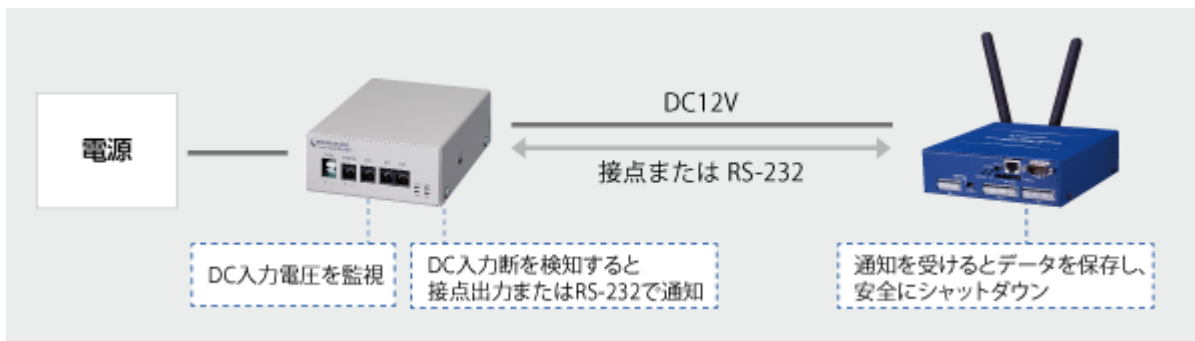 電源
DC12V
接点または RS-232
DC入力電圧を監視
DC入力断を検知すると
接点出力またはRS-232で通知
通知を受けるとデータを保存し、
安全にシャットダウン